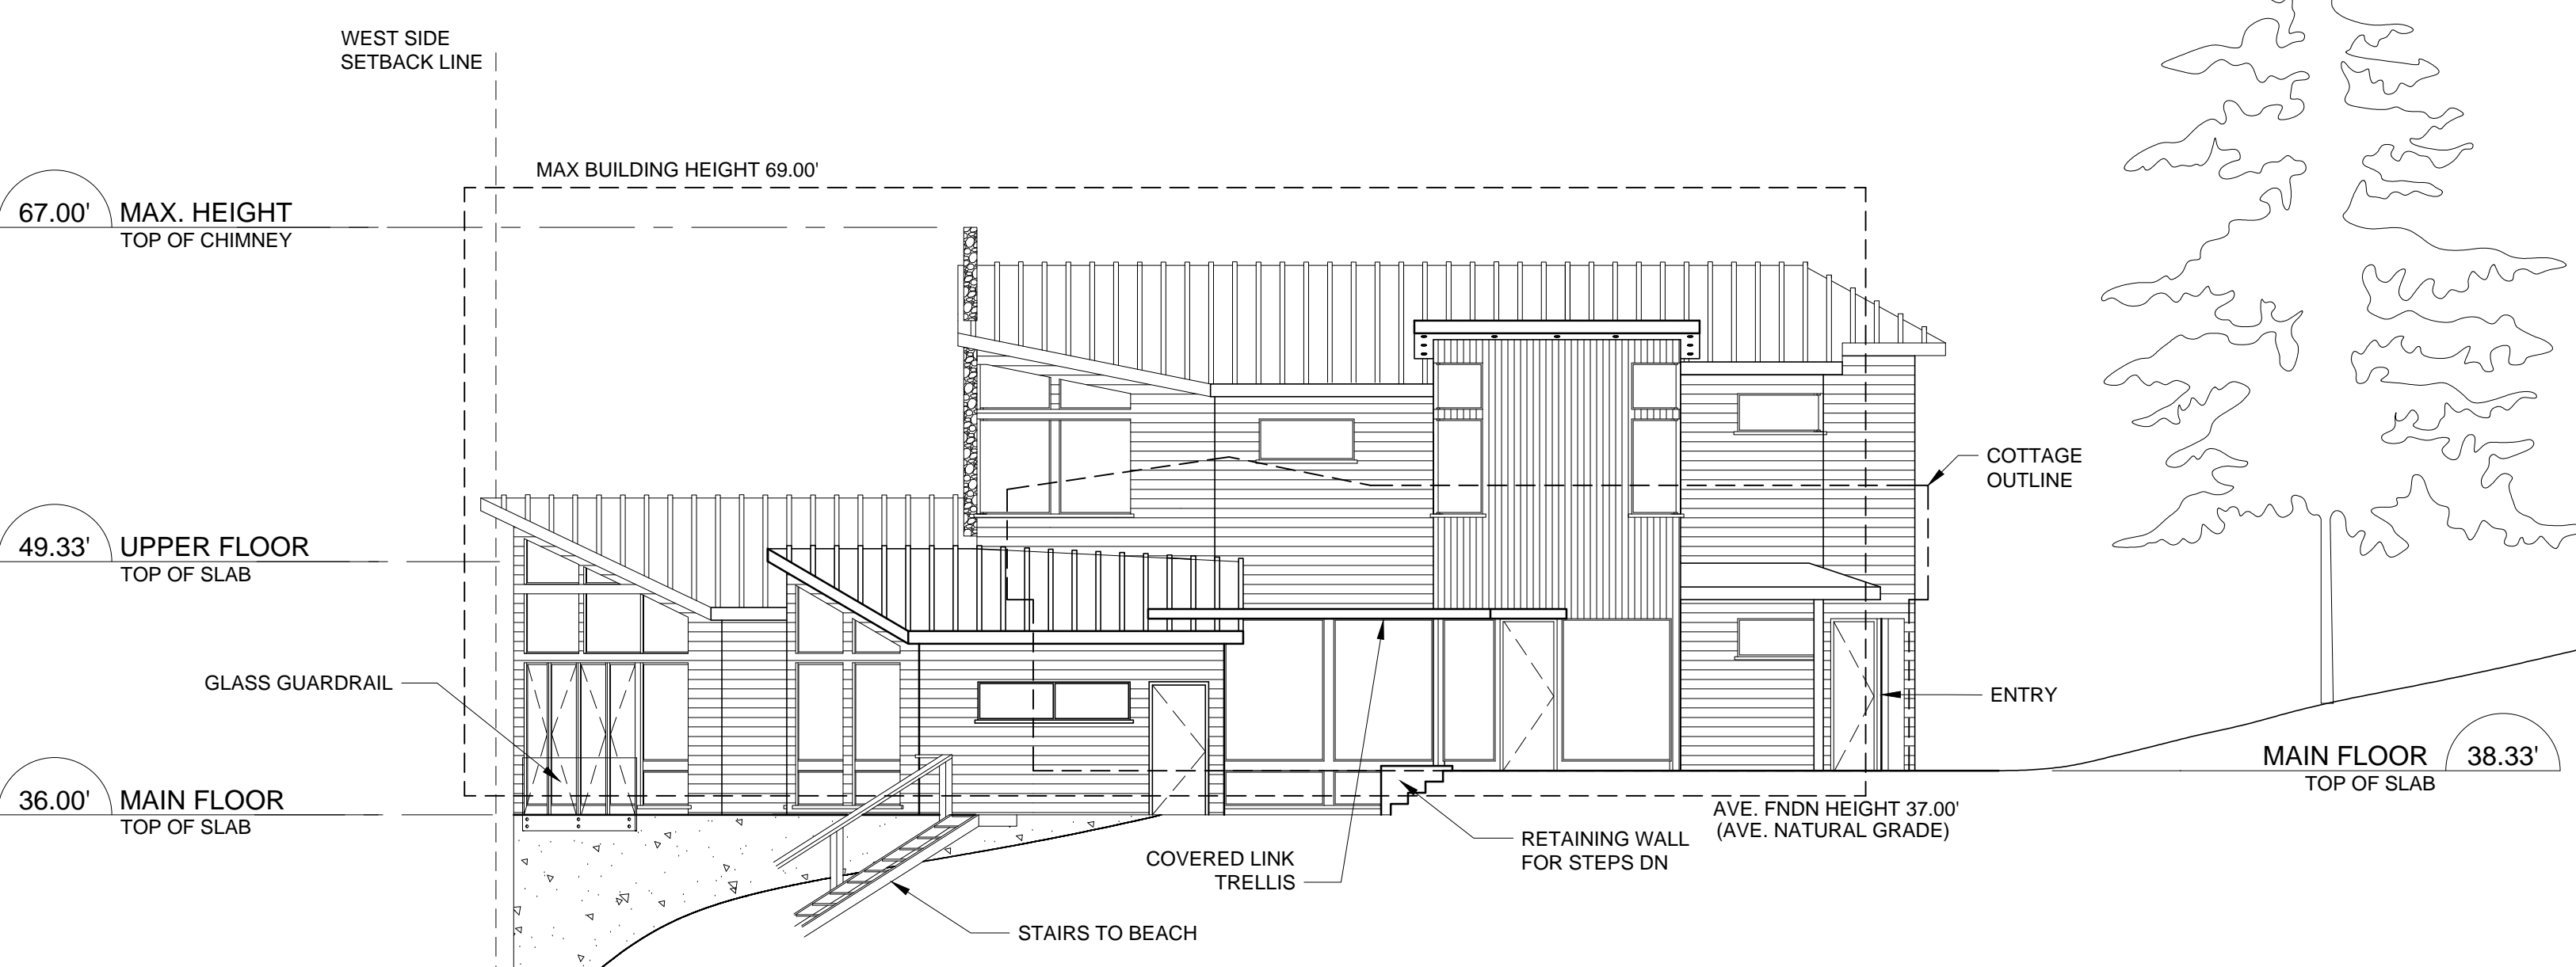 WEST SIDE
SETBACK LINE
MAX BUILDING HEIGHT 69.00'
67.00' MAX. HEIGHT
TOP OF CHIMNEY
49.33' UPPER FLOOR
TOP OF SLAB
COTTAGE
OUTLINE
GLASS GUARDRAIL
ENTRY
36.00' MAIN FLOOR
TOP OF SLAB
MAIN FLOOR 38.33'
TOP OF SLAB
AVE. FNDN HEIGHT 37.00'
(AVE. NATURAL GRADE)
RETAINING WALL
FOR STEPS DN
COVERED LINK
TRELLIS
STAIRS TO BEACH